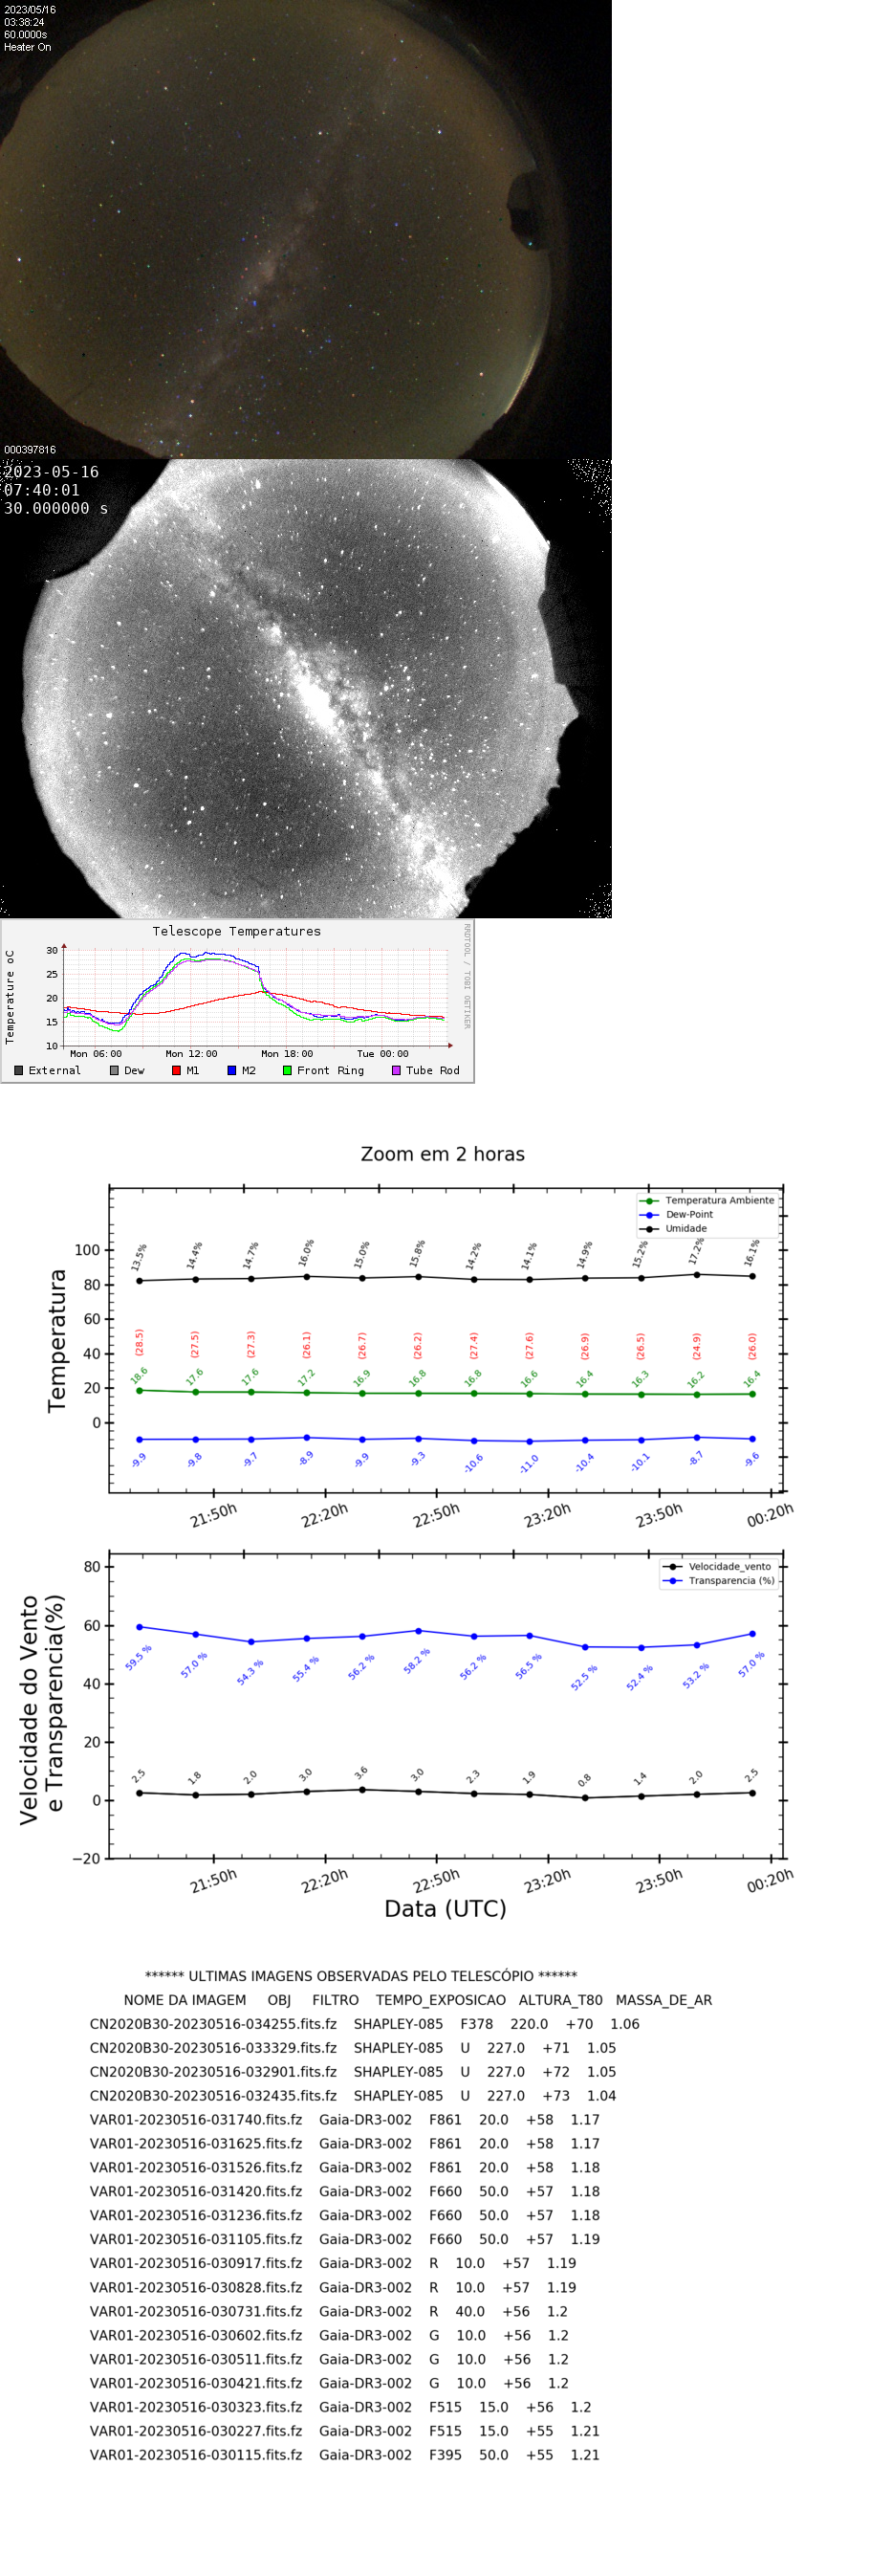 2023/05/16
03:38:24
60.0000s
Heater On
000397816
2023-05-16
07:40:01
30.000000 s
Telescope Temperatures
RRDTOOL / TOBI OETIKER
Temperature oC
30
25
20
15
10
Mon 06:00 Mon 12:00 Mon 18:00 Tue 00:00
External Dew M1 M2 Front Ring Tube Rod
Zoom em 2 horas
Temperatura Ambiente
Dew-Point
Umidade
Temperatura
100
80
60
40
20
0
13.5% 14.4% 14.7% 16.0% 15.0% 15.8% 14.2% 14.1% 14.9% 15.2% 17.2% 16.1%
(28.5) (27.5) (27.3) (26.1) (26.7) (26.2) (27.4) (27.6) (26.9) (26.5) (24.9) (26.0)
18.6 17.6 17.6 17.2 16.9 16.8 16.8 16.6 16.4 16.3 16.2 16.4
-9.9 -9.8 -9.7 -8.9 -9.9 -9.3 -10.6 -11.0 -10.4 -10.1 -8.7 -9.6
21:50h 22:20h 22:50h 23:20h 23:50h 00:20h
Velocidade_vento
Transparencia (%)
Velocidade do Vento
e Transparencia(%)
80
60
40
20
0
−20
59.5 % 57.0 % 54.3 % 55.4 % 56.2 % 58.2 % 56.2 % 56.5 % 52.5 % 52.4 % 53.2 % 57.0 %
2.5 1.8 2.0 3.0 3.6 3.0 2.3 1.9 0.8 1.4 2.0 2.5
21:50h 22:20h 22:50h 23:20h 23:50h 00:20h
Data (UTC)
****** ULTIMAS IMAGENS OBSERVADAS PELO TELESCÓPIO ******
NOME DA IMAGEM OBJ FILTRO TEMPO_EXPOSICAO ALTURA_T80 MASSA_DE_AR
CN2020B30-20230516-034255.fits.fz SHAPLEY-085 F378 220.0 +70 1.06
CN2020B30-20230516-033329.fits.fz SHAPLEY-085 U 227.0 +71 1.05
CN2020B30-20230516-032901.fits.fz SHAPLEY-085 U 227.0 +72 1.05
CN2020B30-20230516-032435.fits.fz SHAPLEY-085 U 227.0 +73 1.04
VAR01-20230516-031740.fits.fz Gaia-DR3-002 F861 20.0 +58 1.17
VAR01-20230516-031625.fits.fz Gaia-DR3-002 F861 20.0 +58 1.17
VAR01-20230516-031526.fits.fz Gaia-DR3-002 F861 20.0 +58 1.18
VAR01-20230516-031420.fits.fz Gaia-DR3-002 F660 50.0 +57 1.18
VAR01-20230516-031236.fits.fz Gaia-DR3-002 F660 50.0 +57 1.18
VAR01-20230516-031105.fits.fz Gaia-DR3-002 F660 50.0 +57 1.19
VAR01-20230516-030917.fits.fz Gaia-DR3-002 R 10.0 +57 1.19
VAR01-20230516-030828.fits.fz Gaia-DR3-002 R 10.0 +57 1.19
VAR01-20230516-030731.fits.fz Gaia-DR3-002 R 40.0 +56 1.2
VAR01-20230516-030602.fits.fz Gaia-DR3-002 G 10.0 +56 1.2
VAR01-20230516-030511.fits.fz Gaia-DR3-002 G 10.0 +56 1.2
VAR01-20230516-030421.fits.fz Gaia-DR3-002 G 10.0 +56 1.2
VAR01-20230516-030323.fits.fz Gaia-DR3-002 F515 15.0 +56 1.2
VAR01-20230516-030227.fits.fz Gaia-DR3-002 F515 15.0 +55 1.21
VAR01-20230516-030115.fits.fz Gaia-DR3-002 F395 50.0 +55 1.21